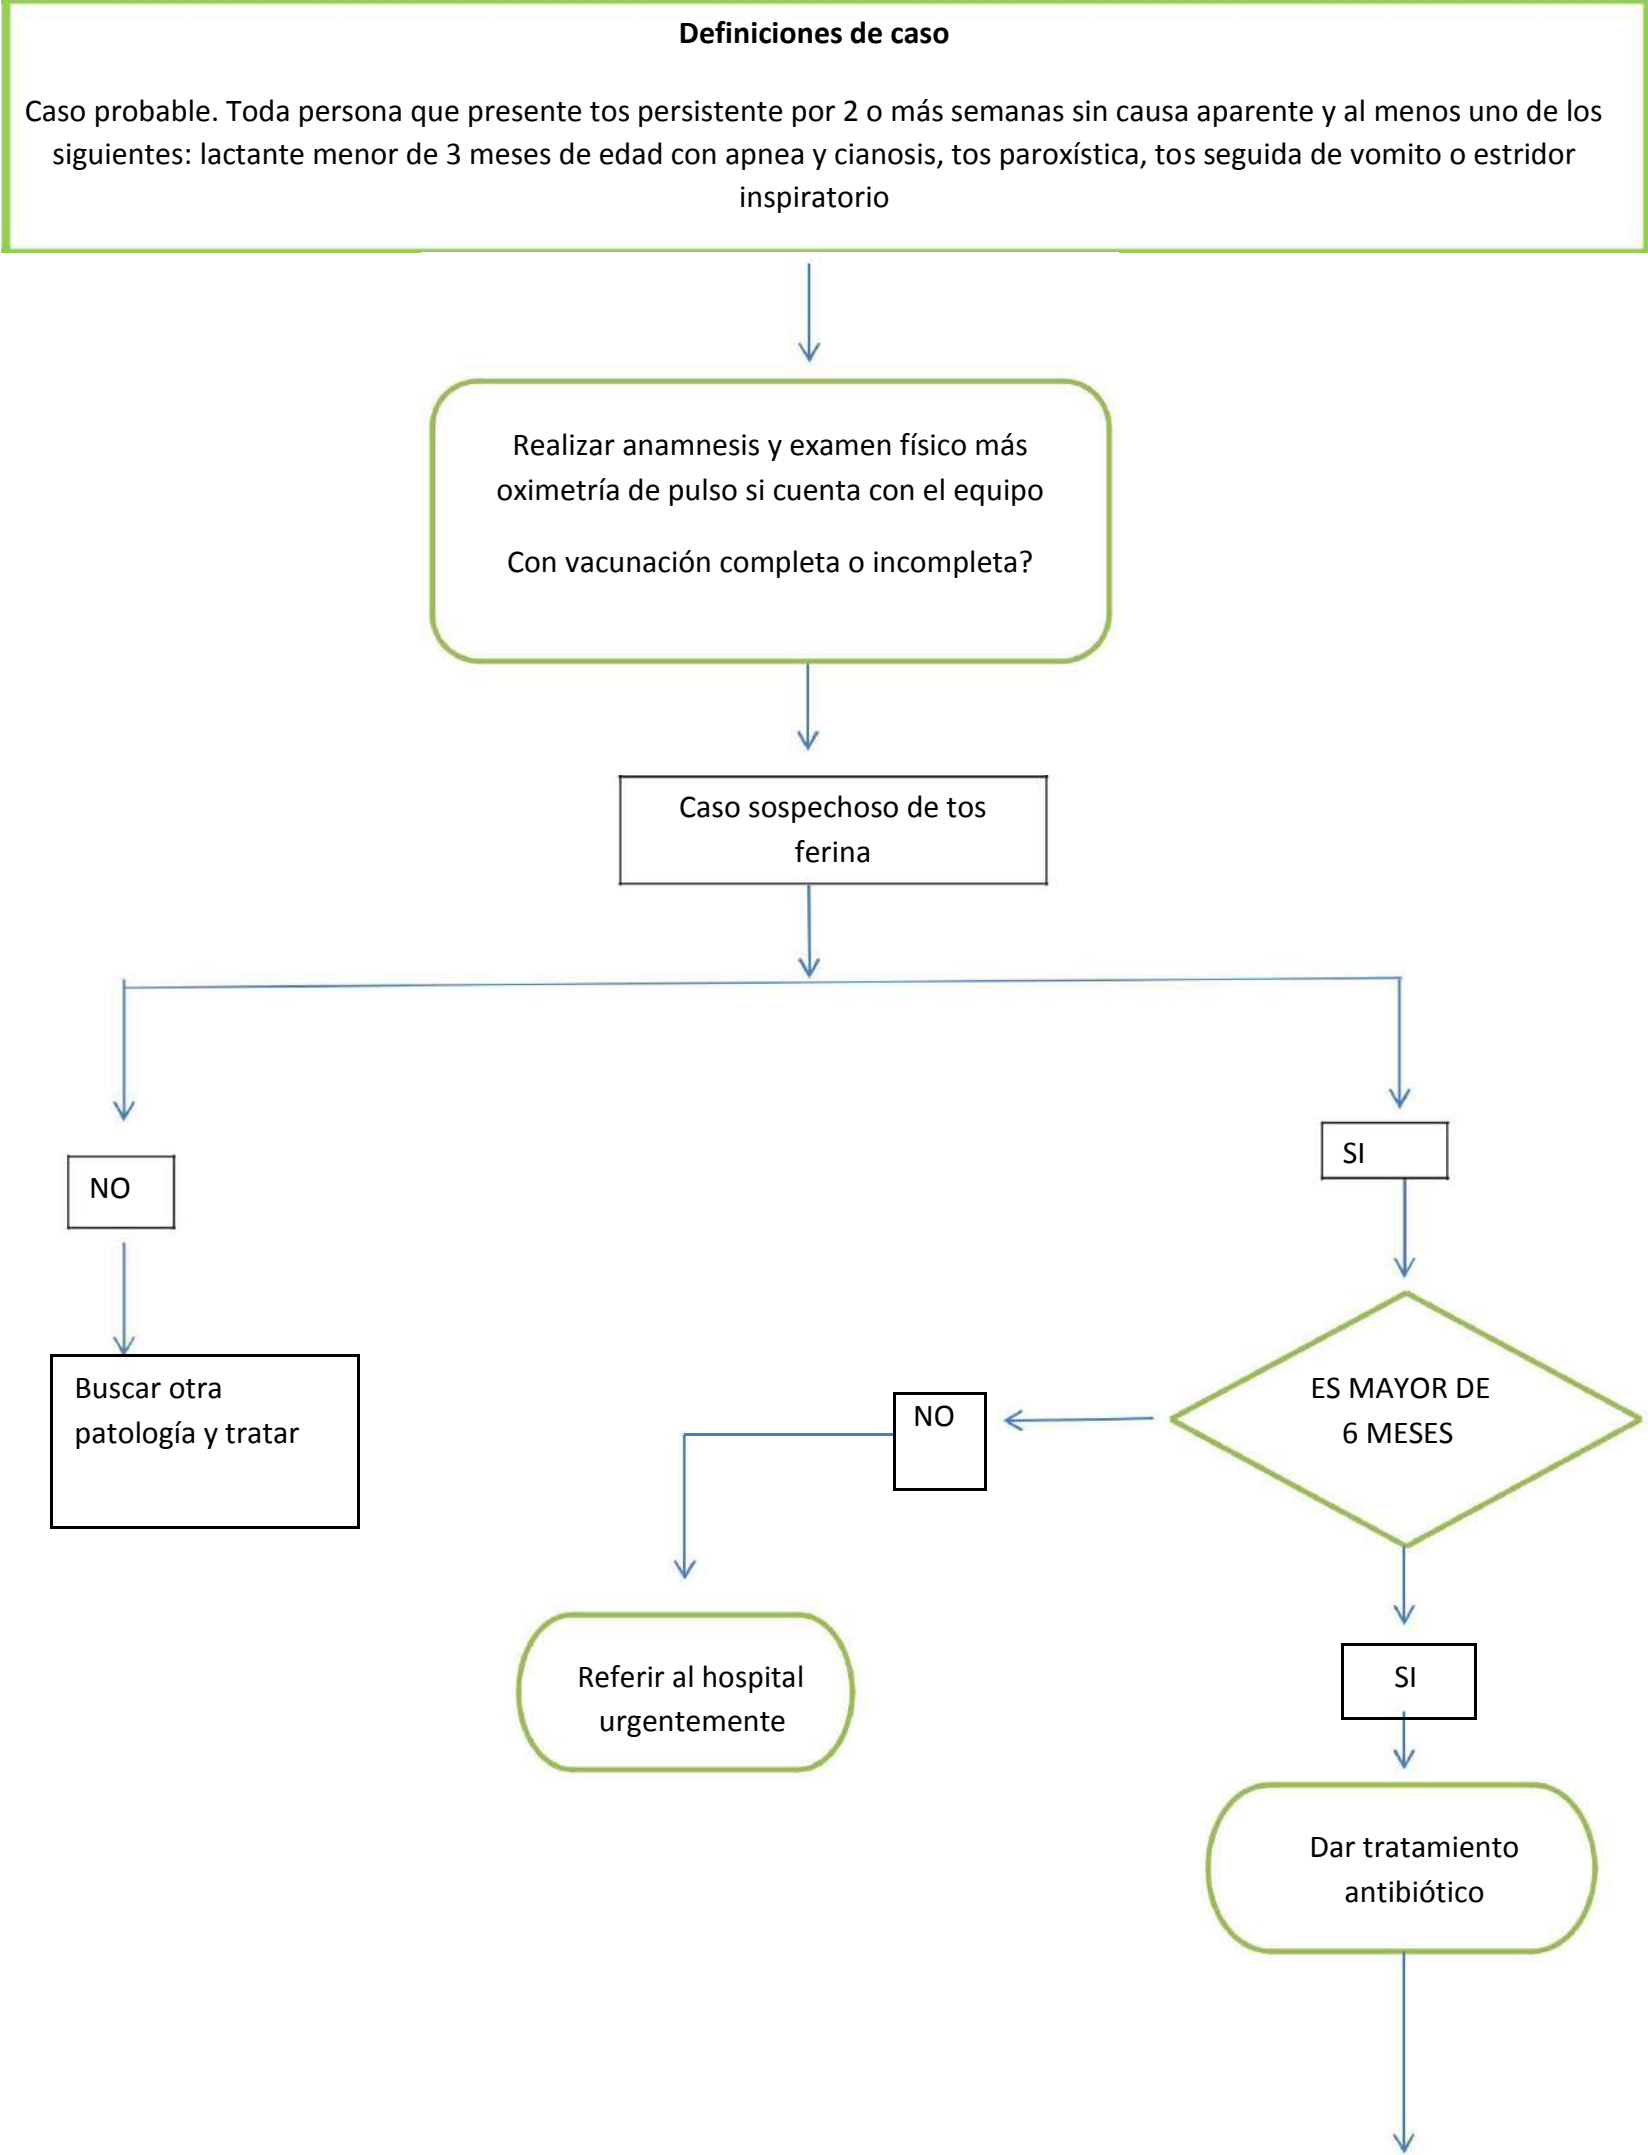 Definiciones de caso
Caso probable. Toda persona que presente tos persistente por 2 o más semanas sin causa aparente y al menos uno de los
siguientes: lactante menor de 3 meses de edad con apnea y cianosis, tos paroxística, tos seguida de vomito o estridor
inspiratorio
Realizar anamnesis y examen físico más
oximetría de pulso si cuenta con el equipo
Con vacunación completa o incompleta?
Caso sospechoso de tos
ferina
NO
SI
Buscar otra
patología y tratar
NO
ES MAYOR DE
6 MESES
Referir al hospital
urgentemente
SI
Dar tratamiento
antibiótico